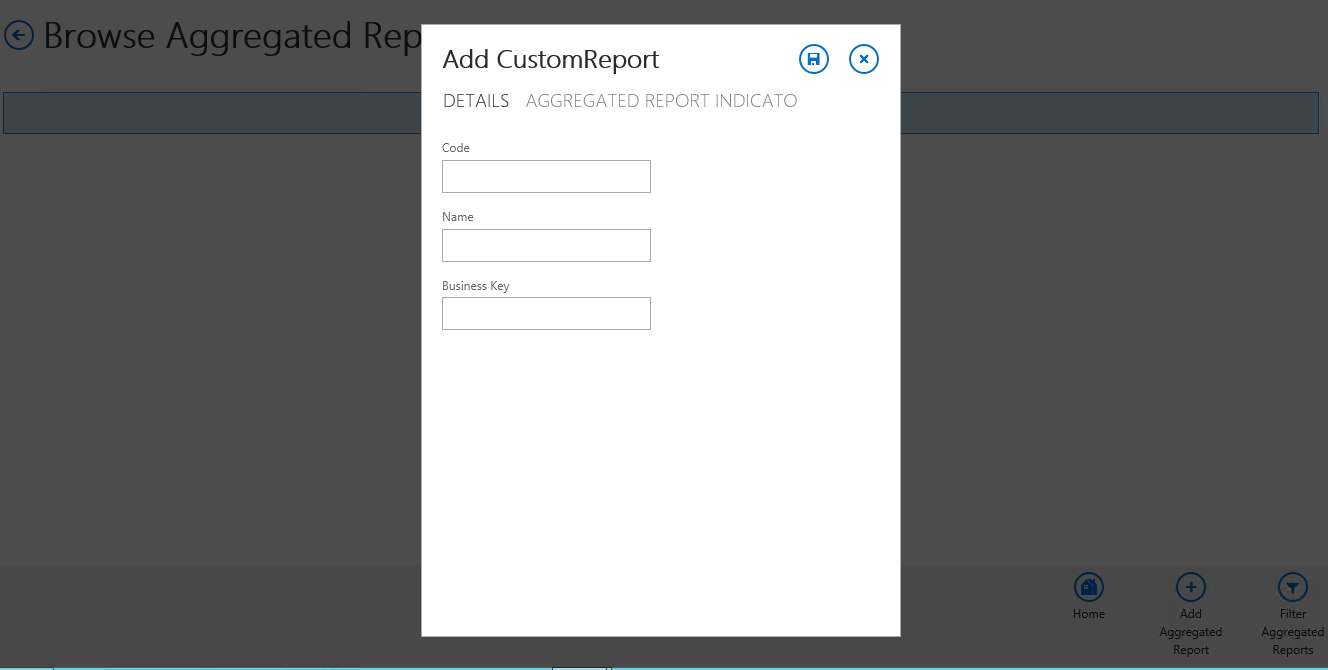 Browse Aggregated Rep
Add CustomReport
DETAILS AGGREGATED REPORT INDICATO
Code
Name
Business Key
Home
Add
Aggregated
Report
Filter
Aggregated
Reports